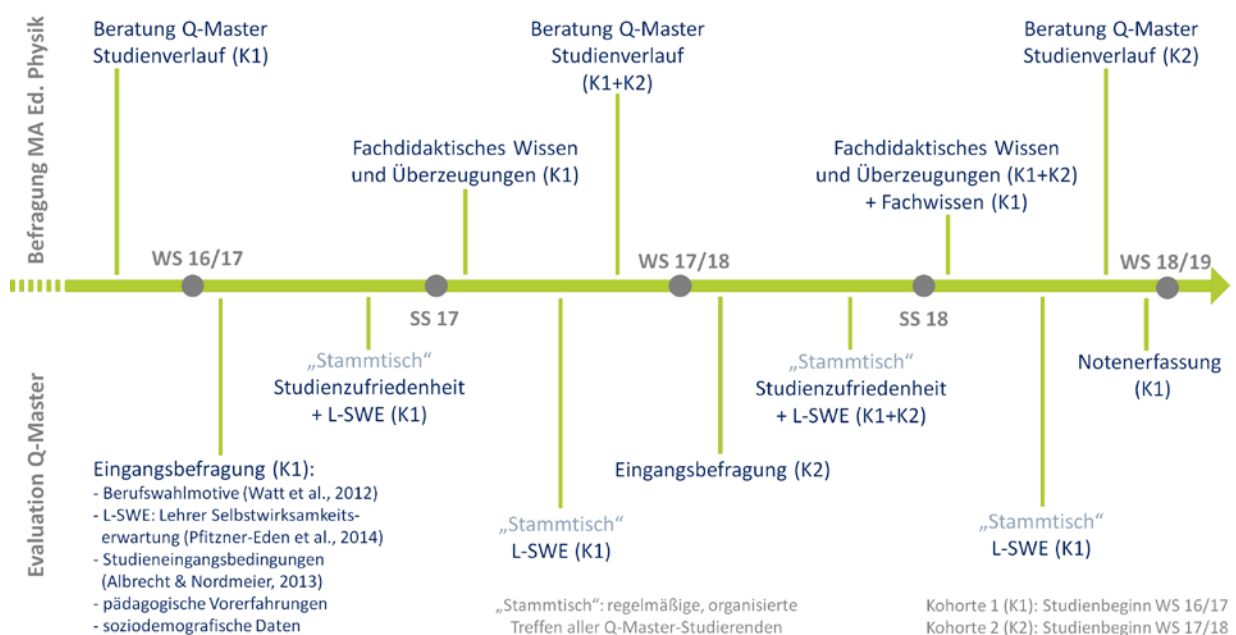 Befragung MA Ed. Physik
Beratung Q-Master
Studienverlauf (K1)
Beratung Q-Master
Studienverlauf
(K1+K2)
Beratung Q-Master
Studienverlauf (K2)
Fachdidaktisches Wissen
und Überzeugungen (K1)
Fachdidaktisches Wissen
und Überzeugungen (K1+K2)
+ Fachwissen (K1)
WS 16/17
SS 17
WS 17/18
SS 18
WS 18/19
Evaluation Q-Master
„Stammtisch“
Studienzufriedenheit
+ L-SWE (K1)
„Stammtisch“
Studienzufriedenheit
+ L-SWE (K1+K2)
Notenerfassung
(K1)
Eingangsbefragung (K1):
- Berufswahlmotive (Watt et al., 2012)
- L-SWE: Lehrer Selbstwirksamkeits-
erwartung (Pfitzner-Eden et al., 2014)
- Studieneingangsbedingungen
(Albrecht & Nordmeier, 2013)
- pädagogische Vorerfahrungen
- soziodemografische Daten
„Stammtisch“
L-SWE (K1)
Eingangsbefragung (K2)
„Stammtisch“
L-SWE (K1)
„Stammtisch“: regelmäßige, organisierte
Treffen aller Q-Master-Studierenden
Kohorte 1 (K1): Studienbeginn WS 16/17
Kohorte 2 (K2): Studienbeginn WS 17/18